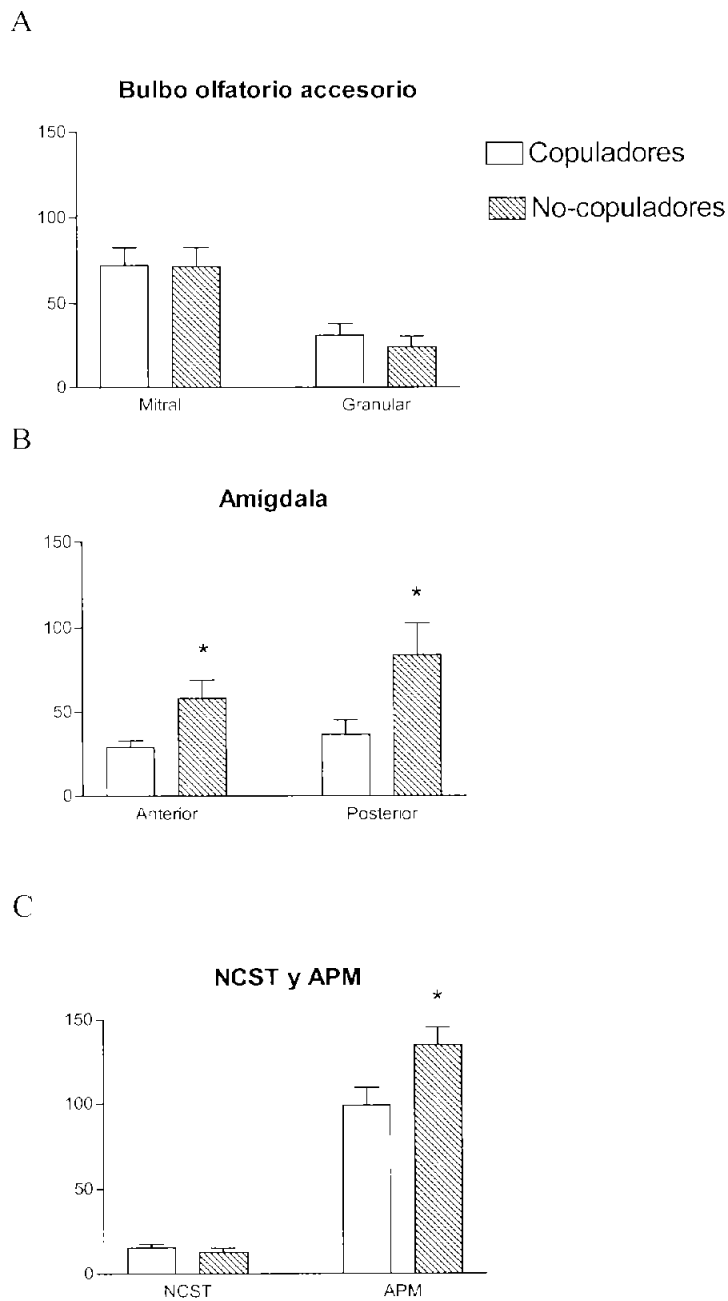 A
Bulbo olfatorio accesorio
150
100
50
0
Mitral Granular
Copuladores
No-copuladores
B
Amígdala
150
100
50
0
* *
Anterior Posterior
C
NCST y APM
150
100
50
0
*
NCST APM